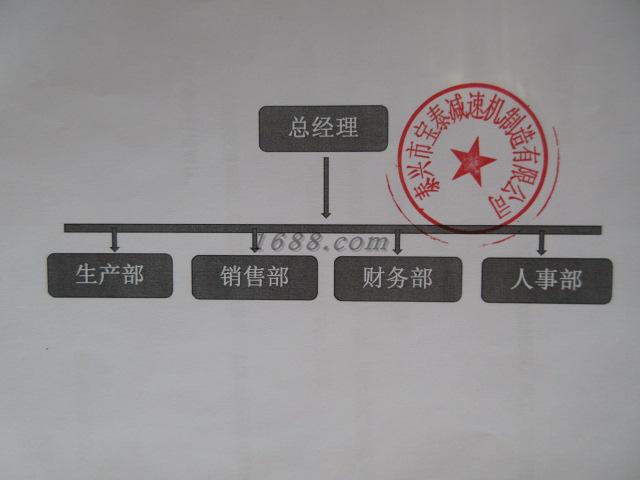 总经理
泰兴市宝泰减速机制造有限公司
1688.com
生产部
销售部
财务部
人事部